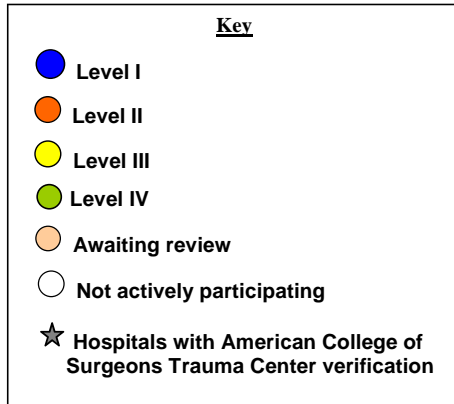 Key
Level I
Level II
Level III
Level IV
Awaiting review
Not actively participating
Hospitals with American College of
Surgeons Trauma Center verification